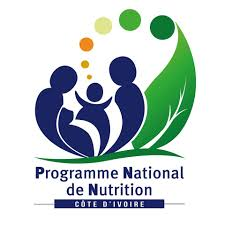 Programme National
de Nutrition
CÔTE D'IVOIRE